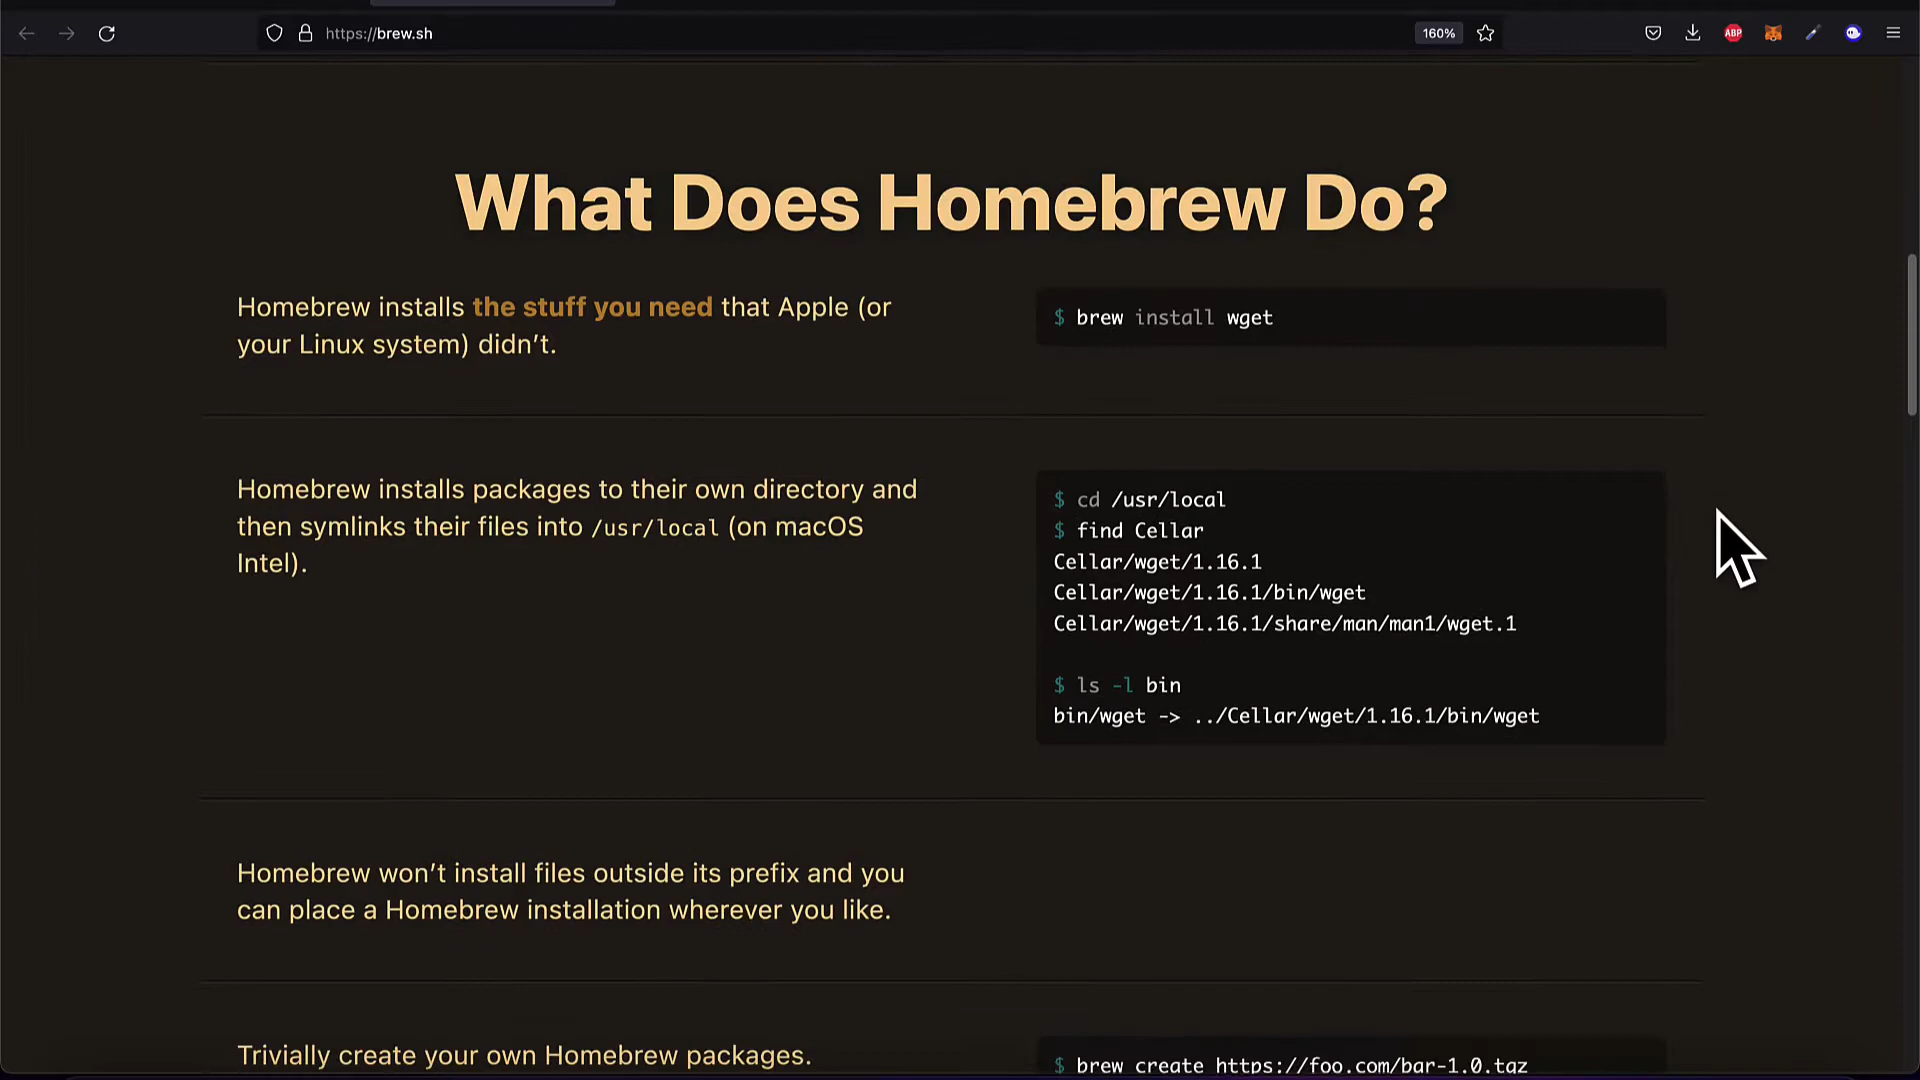 https://brew.sh
160%
ABP
What Does Homebrew Do?
Homebrew installs the stuff you need that Apple (or
your Linux system) didn’t.
$ brew install wget
Homebrew installs packages to their own directory and
then symlinks their files into /usr/local (on macOS
Intel).
$ cd /usr/local
$ find Cellar
Cellar/wget/1.16.1
Cellar/wget/1.16.1/bin/wget
Cellar/wget/1.16.1/share/man/man1/wget.1
$ ls -l bin
bin/wget -> ../Cellar/wget/1.16.1/bin/wget
Homebrew won’t install files outside its prefix and you
can place a Homebrew installation wherever you like.
Trivially create your own Homebrew packages.
$ brew create https://foo.com/bar-1.0.tgz